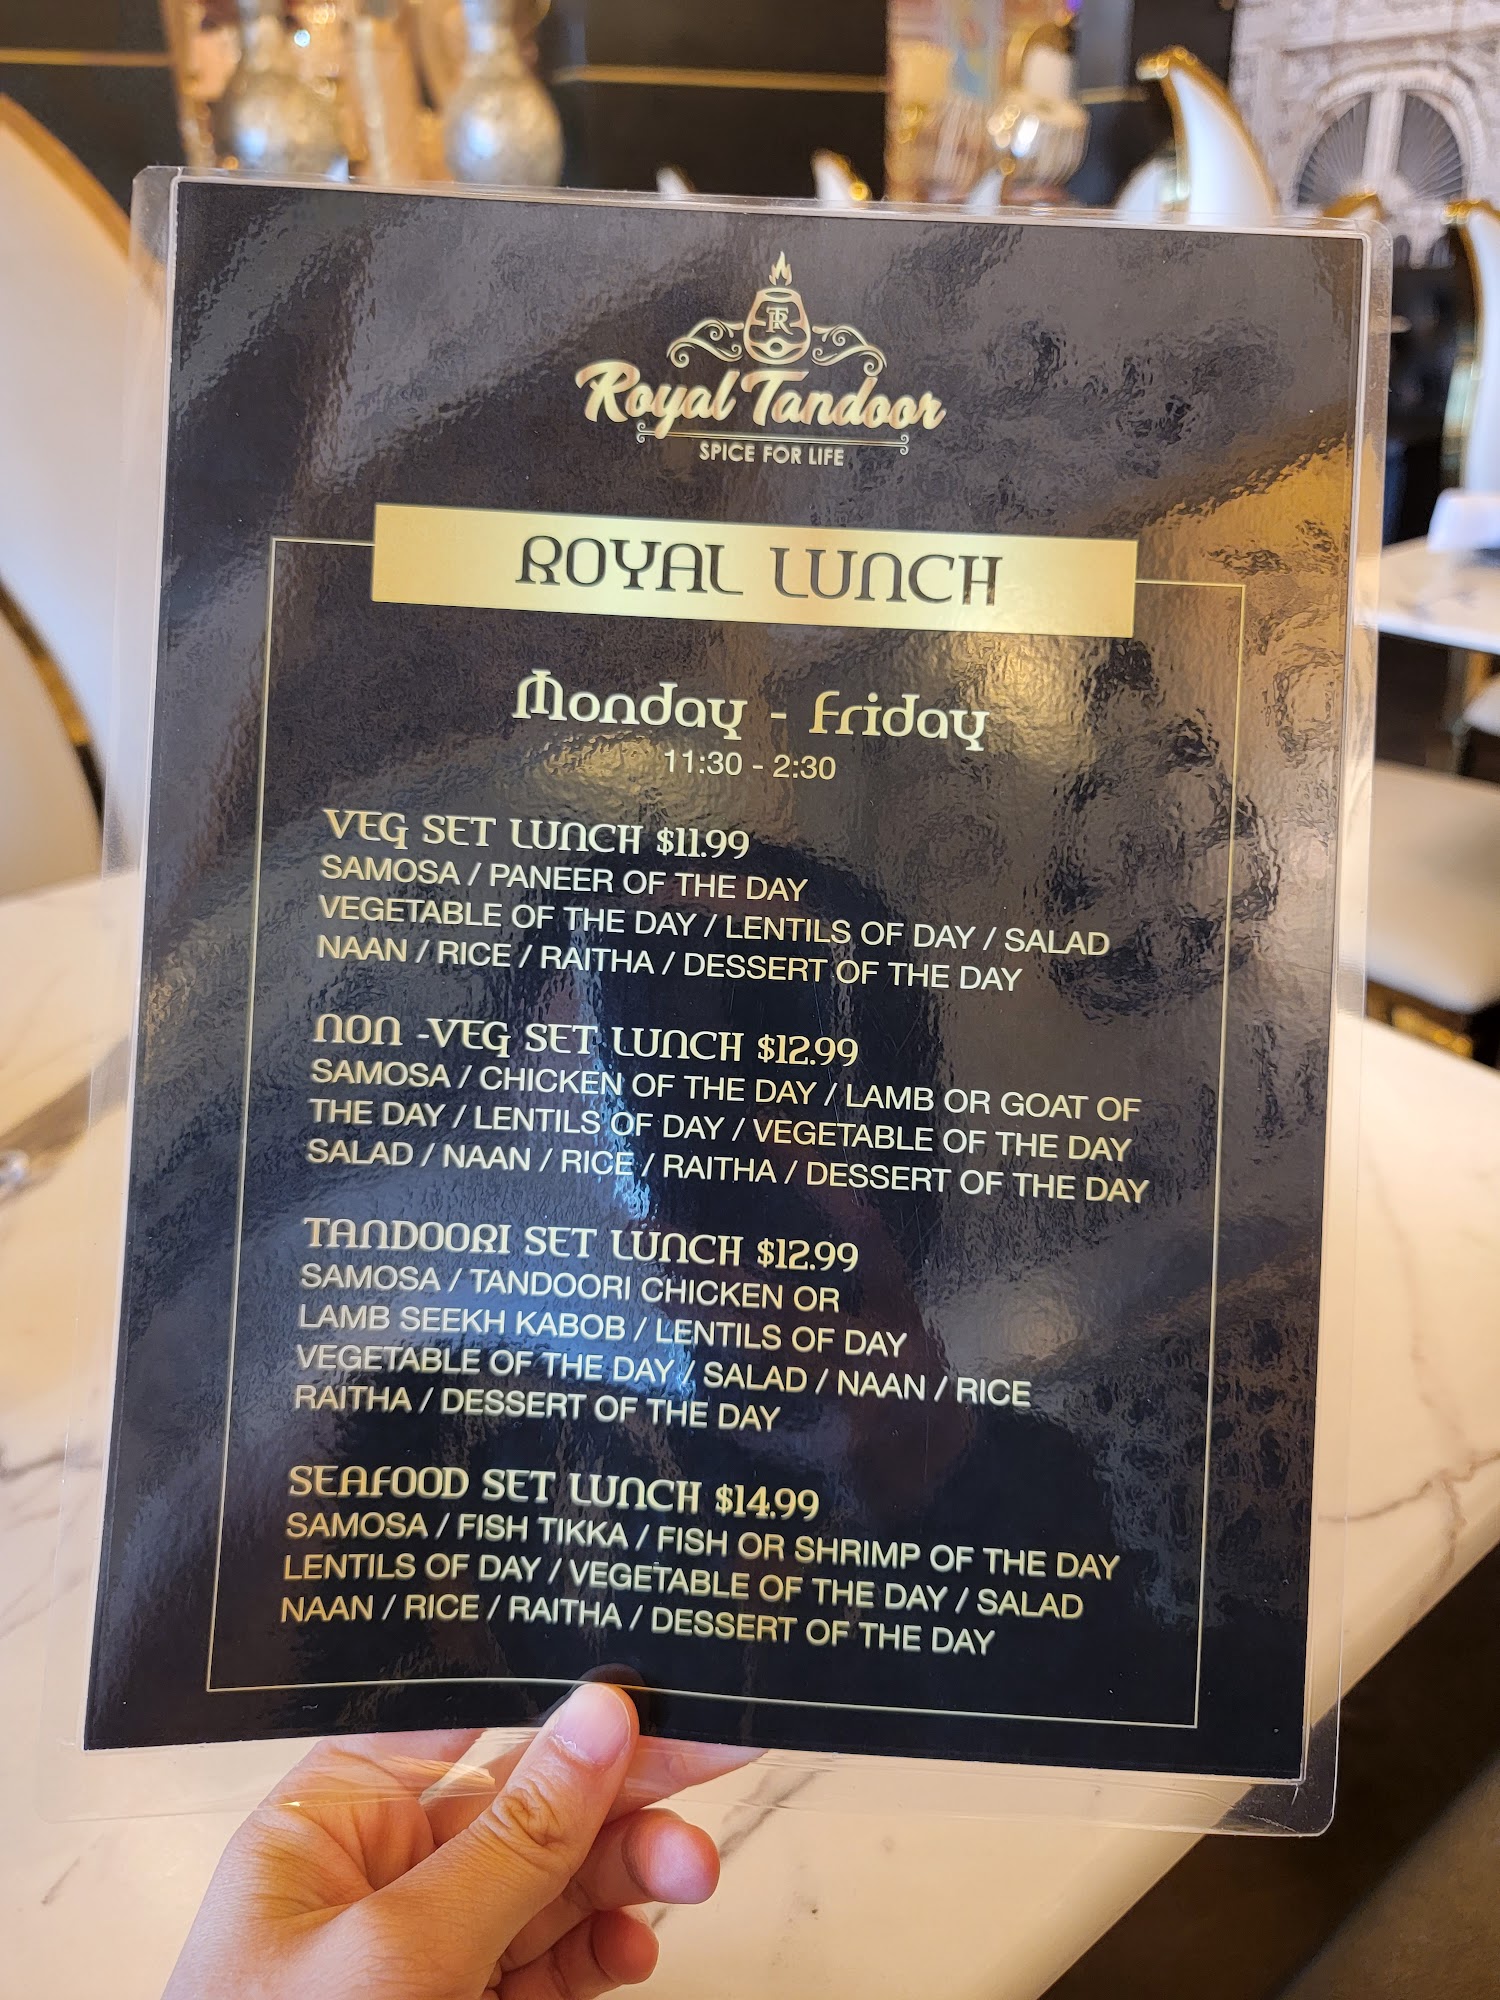 TR
Royal Tandoor
SPICE FOR LIFE
ROYAL LUNCH
Monday - Friday
11:30 - 2:30
VEG SET LUNCH $11.99
SAMOSA / PANEER OF THE DAY
VEGETABLE OF THE DAY / LENTILS OF DAY / SALAD
NAAN / RICE / RAITHA / DESSERT OF THE DAY
NON -VEG SET LUNCH $12.99
SAMOSA / CHICKEN OF THE DAY / LAMB OR GOAT OF
THE DAY / LENTILS OF DAY / VEGETABLE OF THE DAY
SALAD / NAAN / RICE / RAITHA / DESSERT OF THE DAY
TANDOORI SET LUNCH $12.99
SAMOSA / TANDOORI CHICKEN OR
LAMB SEEKH KABOB / LENTILS OF DAY
VEGETABLE OF THE DAY / SALAD / NAAN / RICE
RAITHA / DESSERT OF THE DAY
SEAFOOD SET LUNCH $14.99
SAMOSA / FISH TIKKA / FISH OR SHRIMP OF THE DAY
LENTILS OF DAY / VEGETABLE OF THE DAY / SALAD
NAAN / RICE / RAITHA / DESSERT OF THE DAY